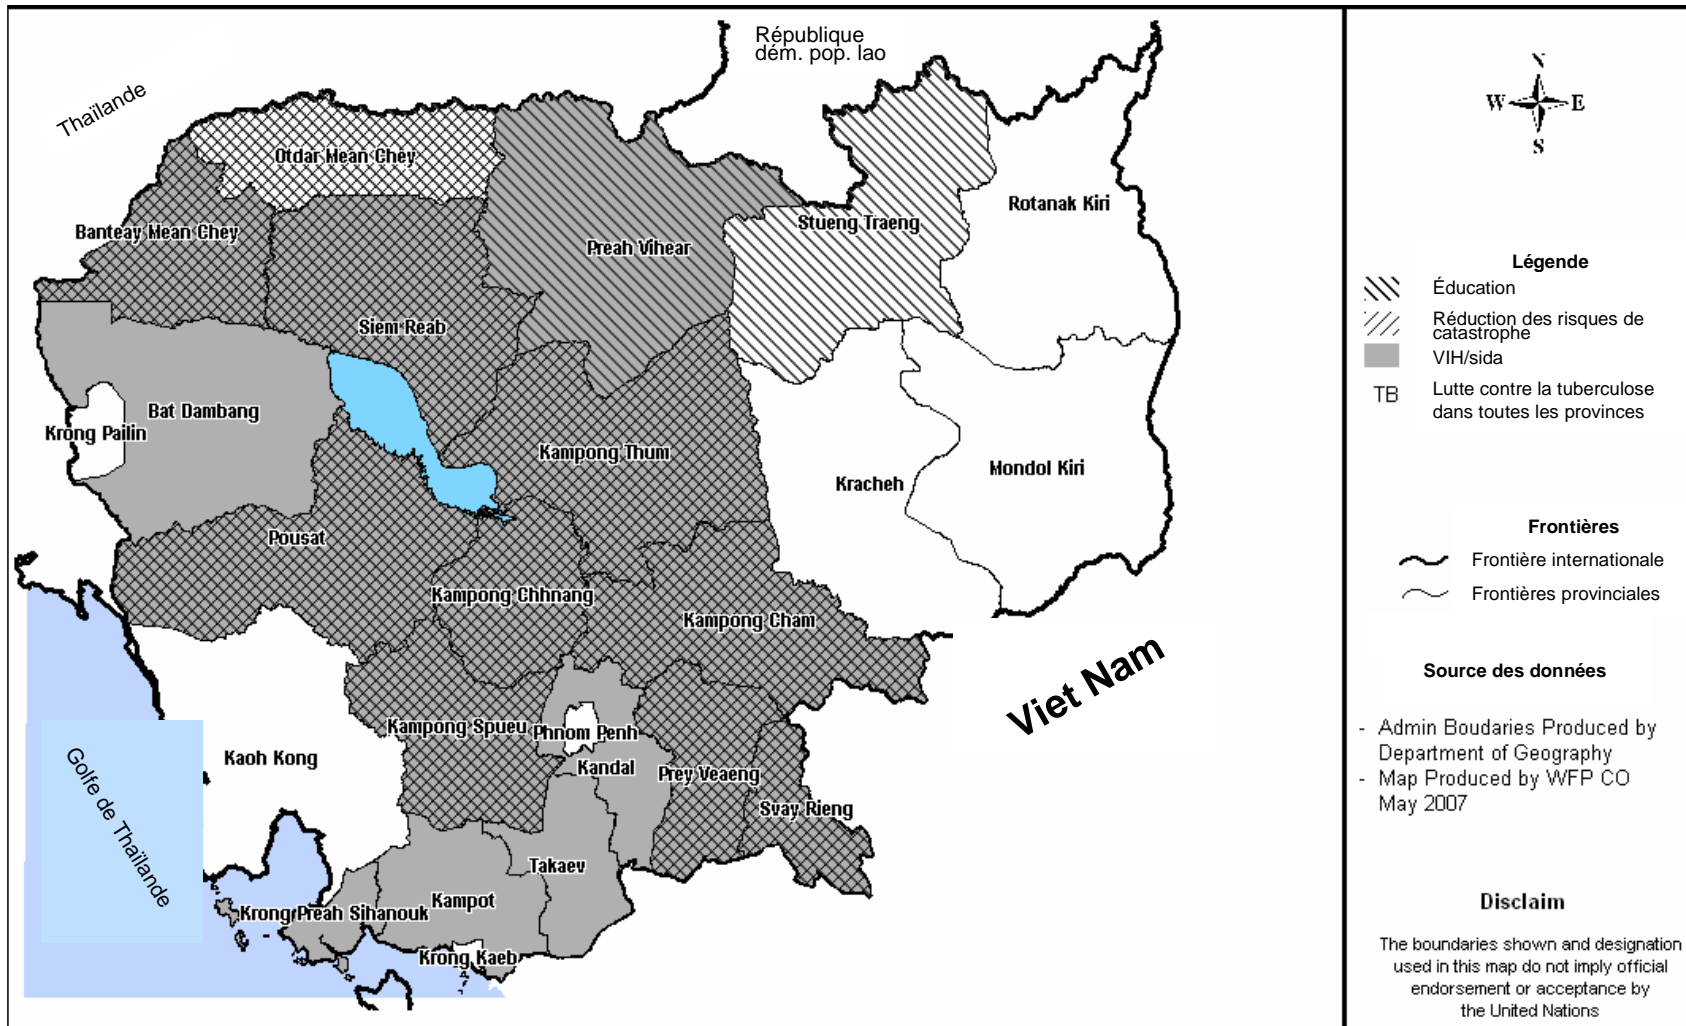 République
dém. pop. lao
Thaïlande
Otdar Mean Chey
Banteay Mean Chey
Preah Vihear
Stueng Traeng
Rotanak Kiri
Siem Reab
Bat Dambang
Krong Pailin
Kampong Thum
Kracheh
Mondol Kiri
Pousat
Kampong Chhnang
Kampong Cham
Viet Nam
Kampong Spueu
Phnom Penh
Kaoh Kong
Kandal
Prey Veaeng
Svay Rieng
Golfe de Thaïlande
Takaev
Kampot
Krong Preah Sihanouk
Krong Kaeb
N
W E
S
Légende
Éducation
Réduction des risques de
catastrophe
VIH/sida
TB Lutte contre la tuberculose
dans toutes les provinces
Frontières
Frontière internationale
Frontières provinciales
Source des données
- Admin Boudaries Produced by
Department of Geography
- Map Produced by WFP CO
May 2007
Disclaim
The boundaries shown and designation
used in this map do not imply official
endorsement or acceptance by
the United Nations